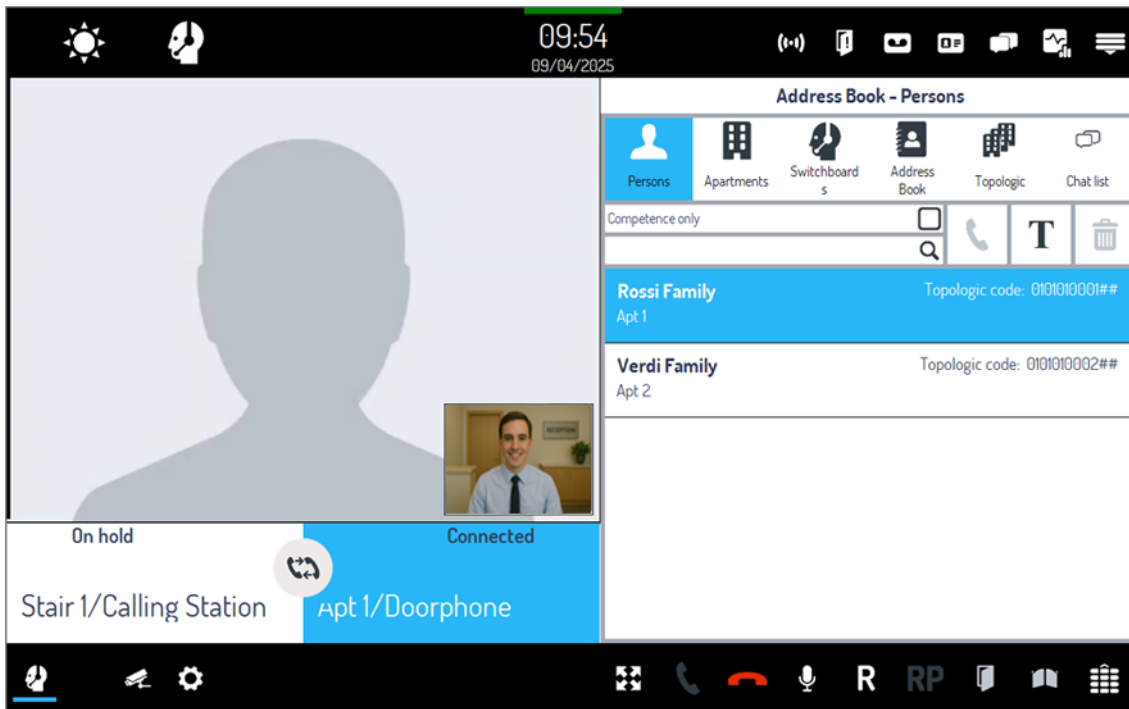 09:54
09/04/2025
Address Book - Persons
Persons
Apartments
Switchboard
s
Address
Book
Topologic
Chat list
Competence only
T
Rossi Family
Topologic code: 0101010001##
Apt 1
Verdi Family
Topologic code: 0101010002##
Apt 2
RECEPTION
On hold
Connected
Stair 1/Calling Station
Apt 1/Doorphone
R
RP